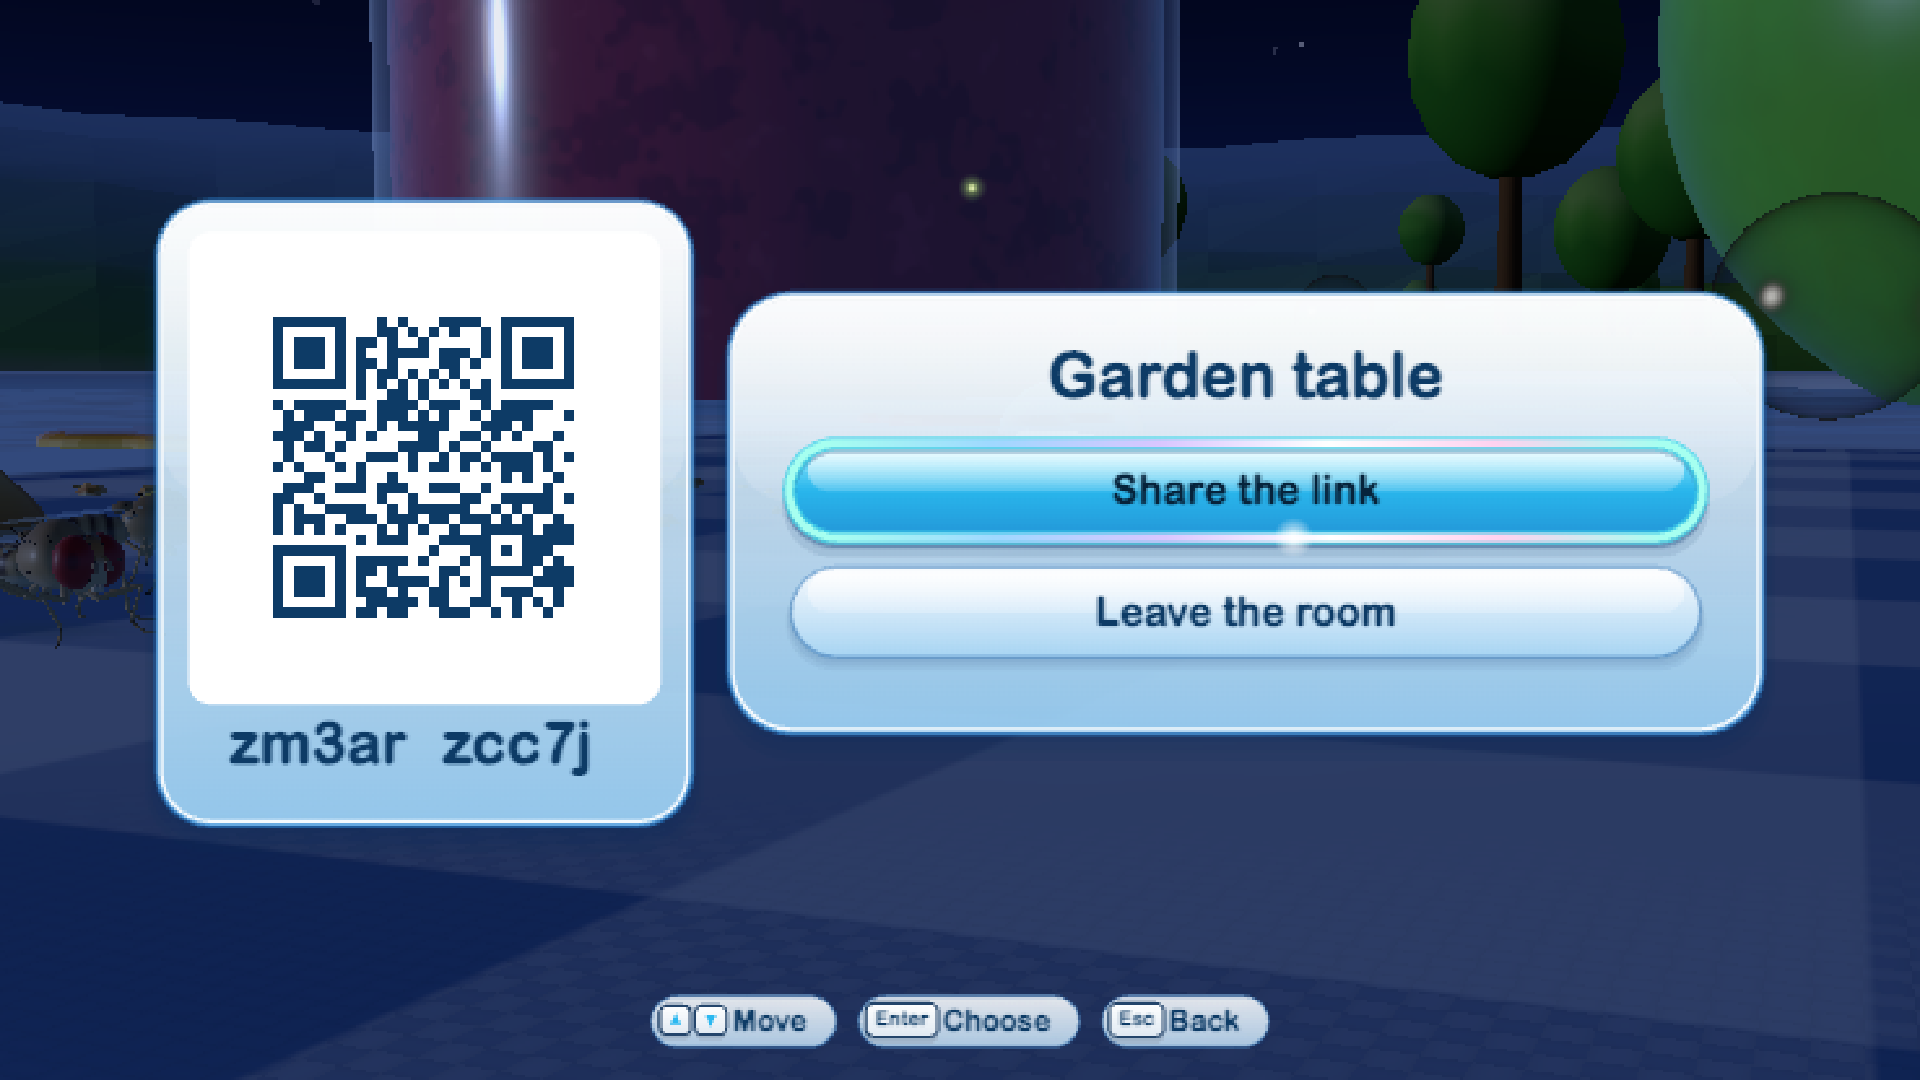 zm3ar zcc7j
Garden table
Share the link
Leave the room
Move
Enter Choose
Esc Back